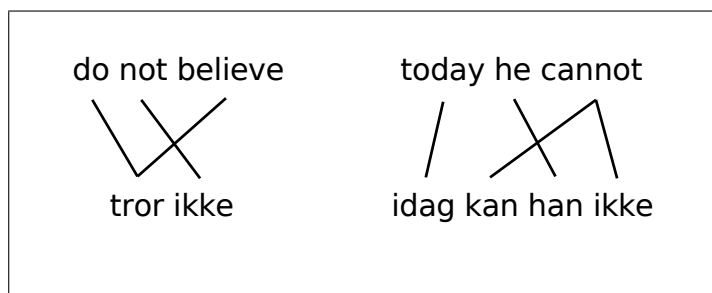 do not believe
tror ikke
today he cannot
idag kan han ikke